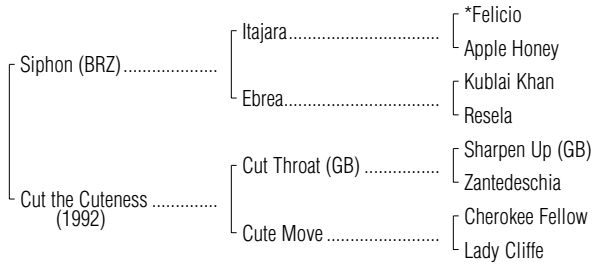 *Felicio
Itajara........................................
Apple Honey
Siphon (BRZ)....................
Kublai Khan
Ebrea.........................................
Resela
Sharpen Up (GB)
Cut Throat (GB) ...................
Zantedeschia
Cut the Cuteness ..............
(1992)
Cherokee Fellow
Cute Move .............................
Lady Cliffe